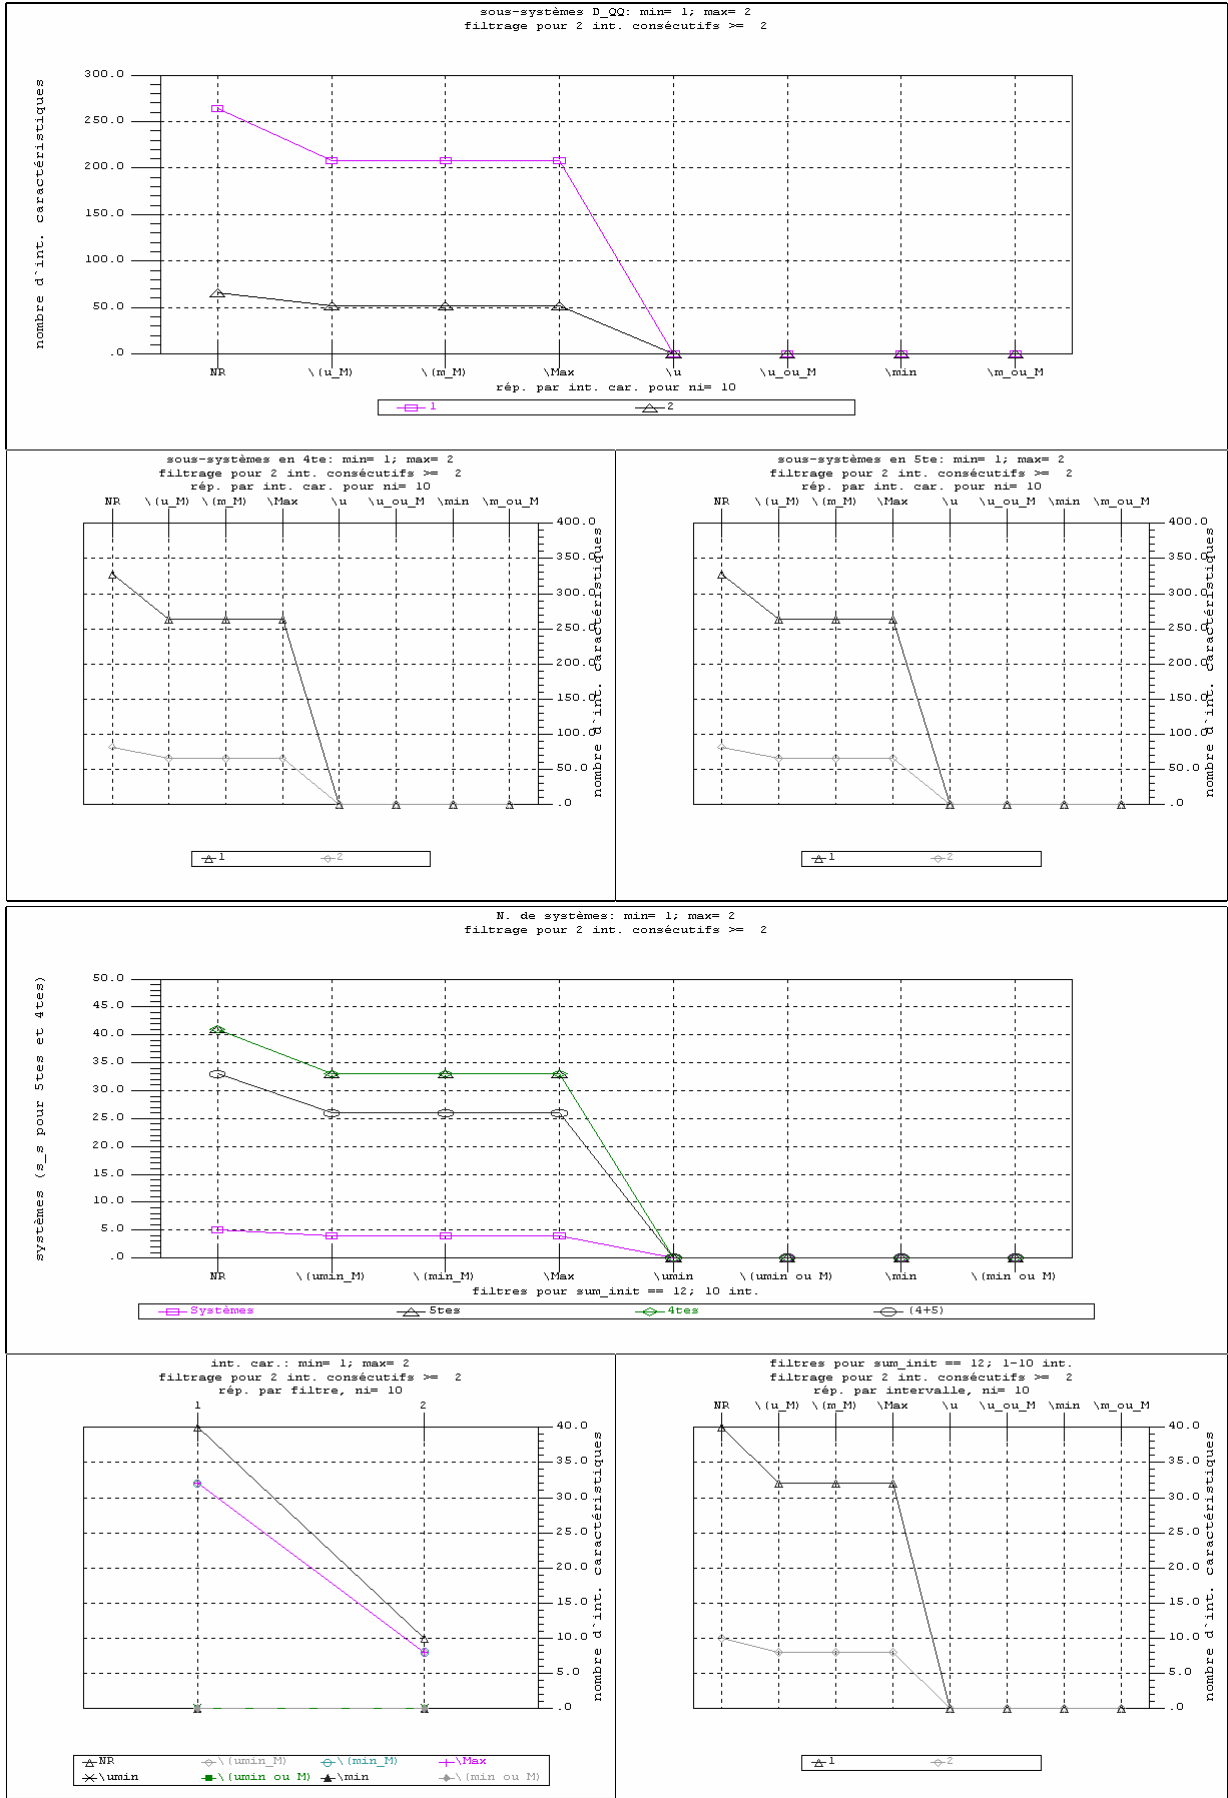 sous-systèmes D_QQ: min= 1; max= 2
filtrage pour 2 int. consécutifs >= 2
nombre d`int. caractéristiques
300.0
250.0
200.0
150.0
100.0
50.0
.0
NR \(u_M) \(m_M) \Max \u \u_ou_M \min \m_ou_M
rép. par int. car. pour ni= 10
1 2
sous-systèmes en 4te: min= 1; max= 2
filtrage pour 2 int. consécutifs >= 2
rép. par int. car. pour ni= 10
NR \(u_M) \(m_M) \Max \u \u_ou_M \min \m_ou_M
400.0
350.0
300.0
250.0
200.0
150.0
100.0
50.0
.0
nombre d`int. caractéristiques
1 2
sous-systèmes en 5te: min= 1; max= 2
filtrage pour 2 int. consécutifs >= 2
rép. par int. car. pour ni= 10
NR \(u_M) \(m_M) \Max \u \u_ou_M \min \m_ou_M
400.0
350.0
300.0
250.0
200.0
150.0
100.0
50.0
.0
nombre d`int. caractéristiques
1 2
N. de systèmes: min= 1; max= 2
filtrage pour 2 int. consécutifs >= 2
systèmes (s_s pour 5tes et 4tes)
50.0
45.0
40.0
35.0
30.0
25.0
20.0
15.0
10.0
5.0
.0
NR \(umin_M) \(min_M) \Max \umin \(umin ou M) \min \(min ou M)
filtres pour sum_init == 12; 10 int.
Systèmes 5tes 4tes (4+5)
int. car.: min= 1; max= 2
filtrage pour 2 int. consécutifs >= 2
rép. par filtre, ni= 10
1 2
40.0
35.0
30.0
25.0
20.0
15.0
10.0
5.0
.0
nombre d`int. caractéristiques
NR \(umin_M) \(min_M) \Max
\umin \(umin ou M) \min \(min ou M)
filtres pour sum_init == 12; 1-10 int.
filtrage pour 2 int. consécutifs >= 2
rép. par intervalle, ni= 10
NR \(u_M) \(m_M) \Max \u \u_ou_M \min \m_ou_M
40.0
35.0
30.0
25.0
20.0
15.0
10.0
5.0
.0
nombre d`int. caractéristiques
1 2